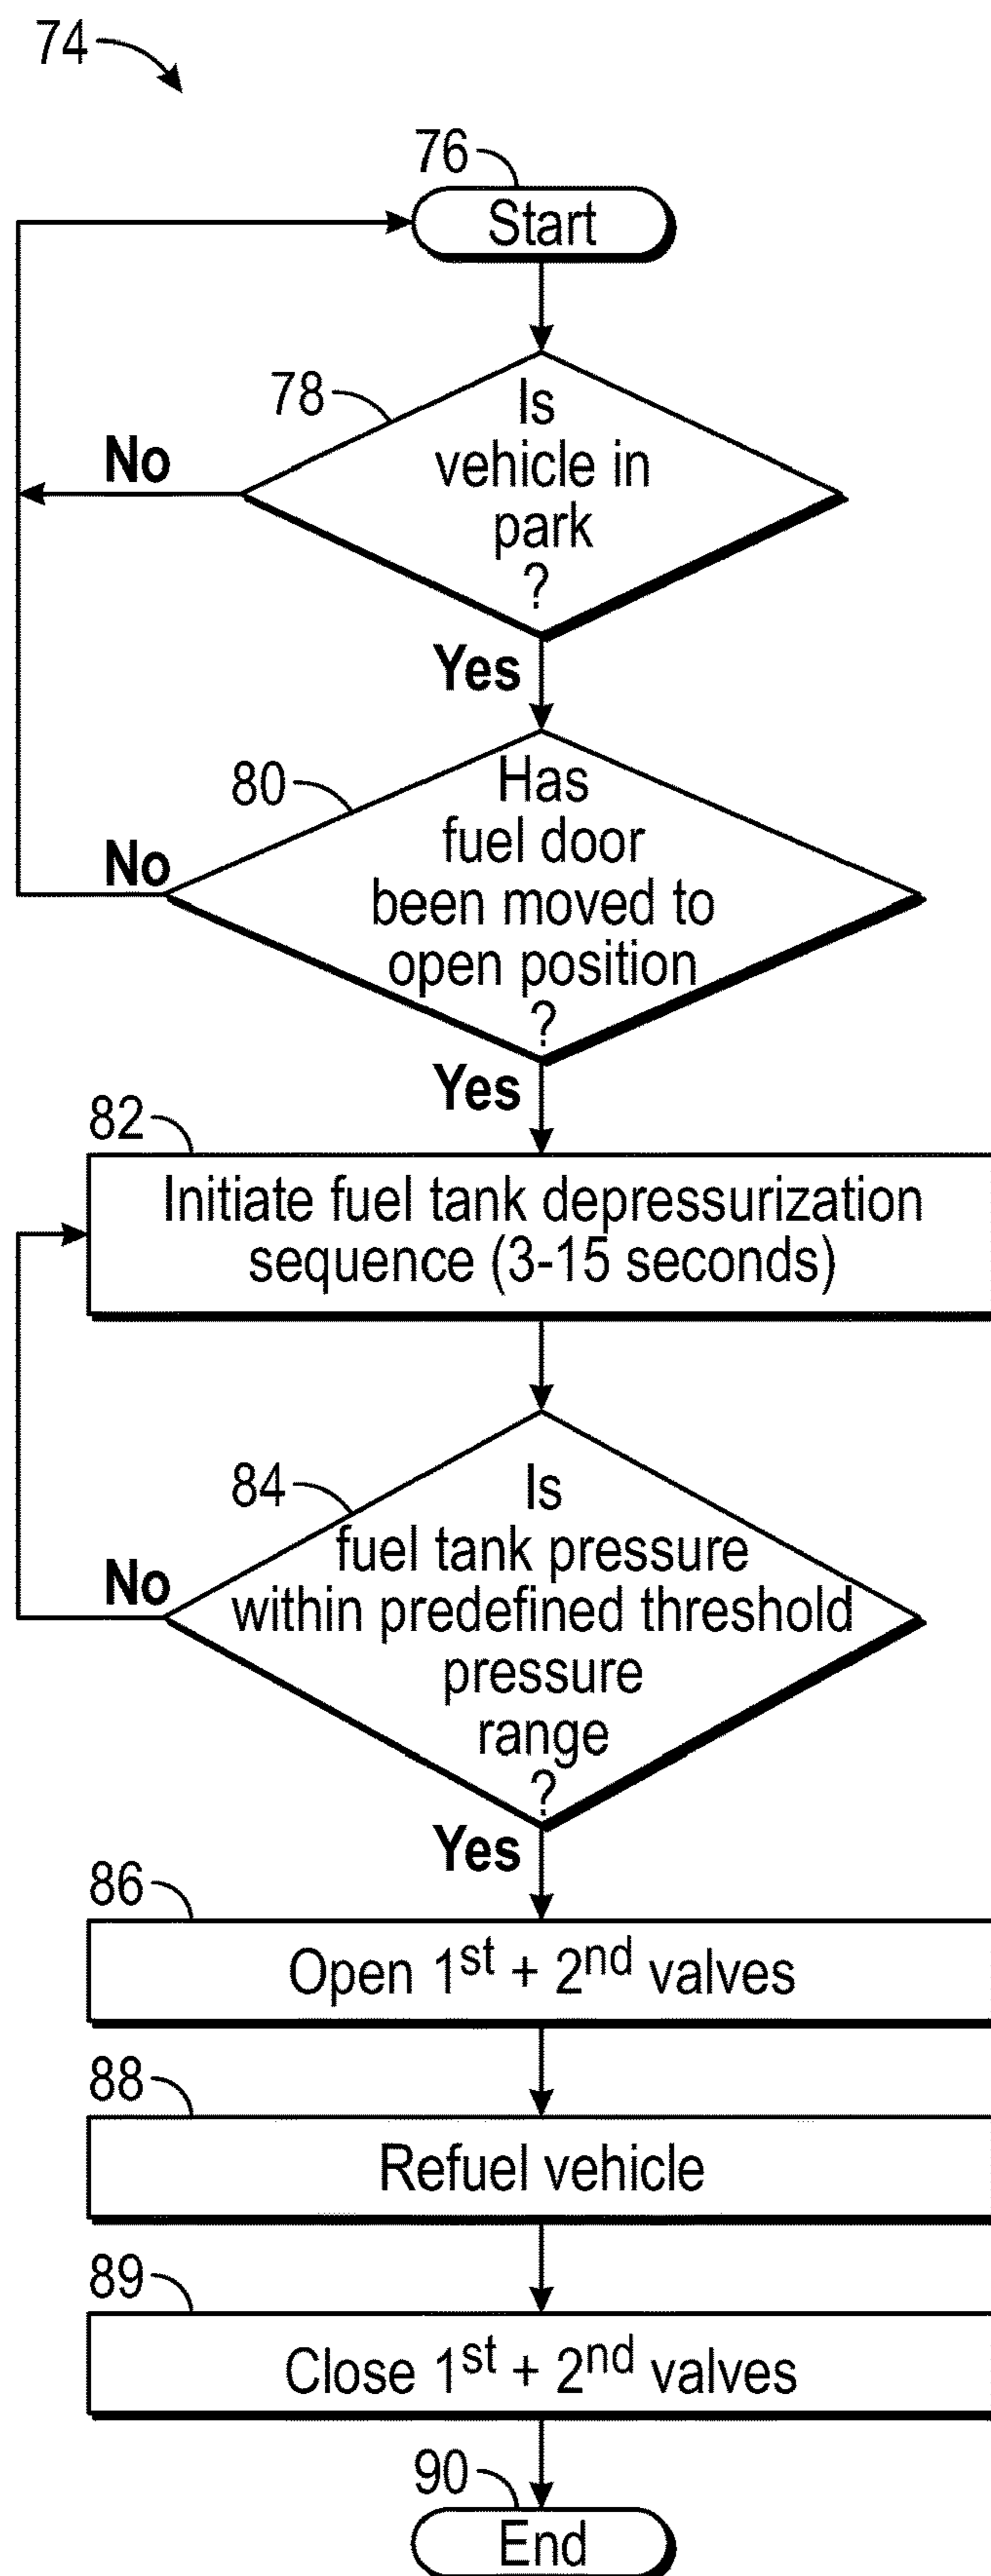 74
76
Start
78
Is
vehicle in
park
?
No
Yes
80
Has
fuel door
been moved to
open position
?
No
Yes
82
Initiate fuel tank depressurization
sequence (3-15 seconds)
84
Is
fuel tank pressure
within predefined threshold
pressure
range
?
No
Yes
86
Open 1st + 2nd valves
88
Refuel vehicle
89
Close 1st + 2nd valves
90
End